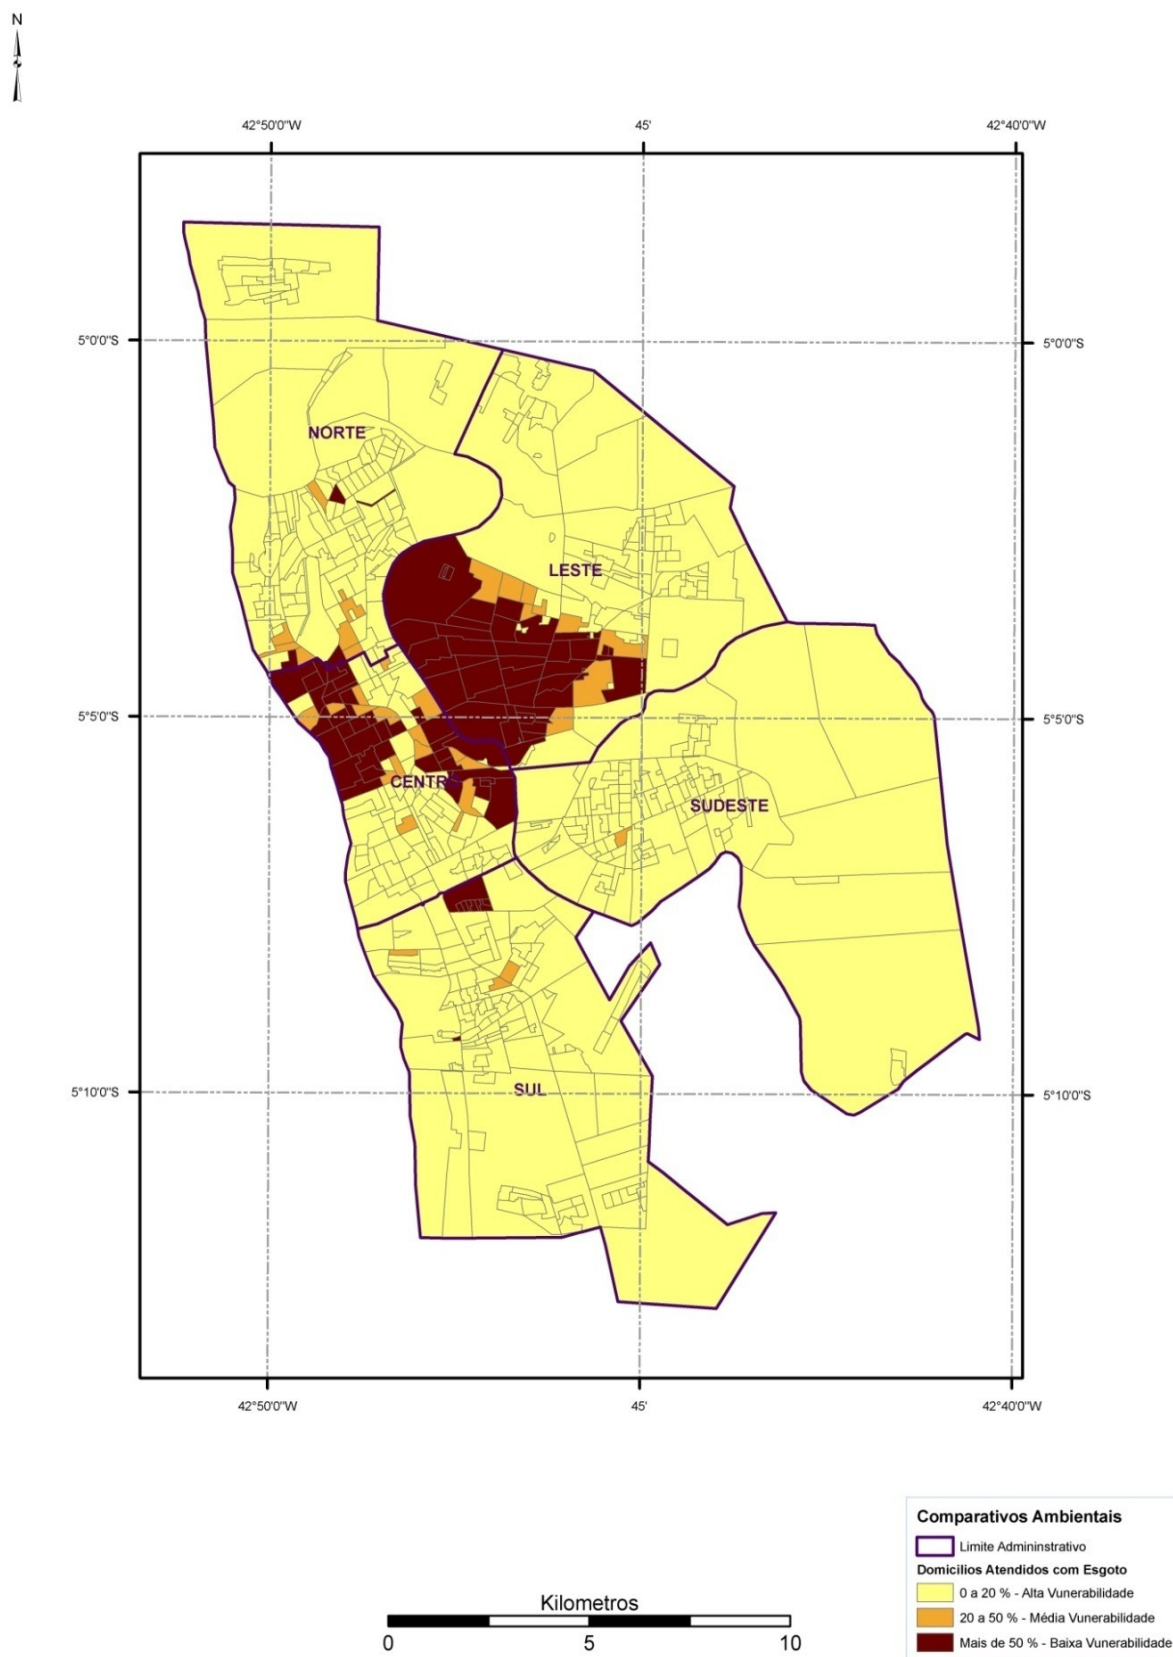 N
42°50'0"W 45' 42°40'0"W
5°0'0"S 5°0'0"S
NORTE
LESTE
5°5'0"S 5°5'0"S
CENTR
SUDESTE
5°10'0"S 5°10'0"S
SUL
42°50'0"W 45' 42°40'0"W
Comparativos Ambientais
Limite Admininstrativo
Domicilios Atendidos com Esgoto
0 a 20 % - Alta Vunerabilidade
20 a 50 % - Média Vunerabilidade
Mais de 50 % - Baixa Vunerabilidade
Kilometros
0 5 10